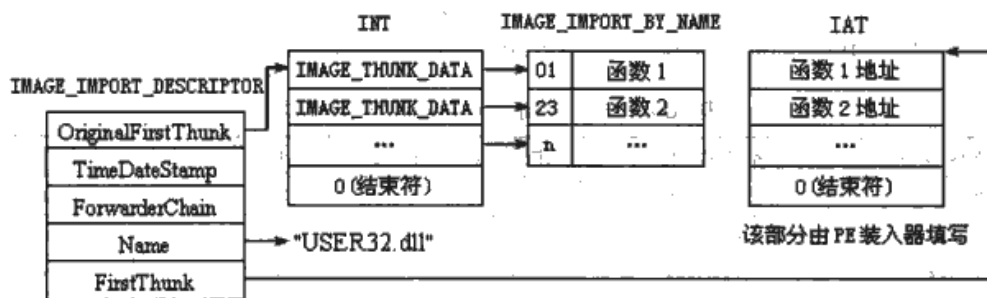 INT
IMAGE_IMPORT_BY_NAME
IAT
IMAGE_IMPORT_DESCRIPTOR
OriginalFirstThunk
TimeDateStamp
ForwarderChain
Name
FirstThunk
IMAGE_THUNK_DATA
IMAGE_THUNK_DATA
...
0(结束符)
"USER32.dll"
01 函数1
23 函数2
n ...
函数1地址
函数2地址
...
0(结束符)
该部分由PE装入器填写